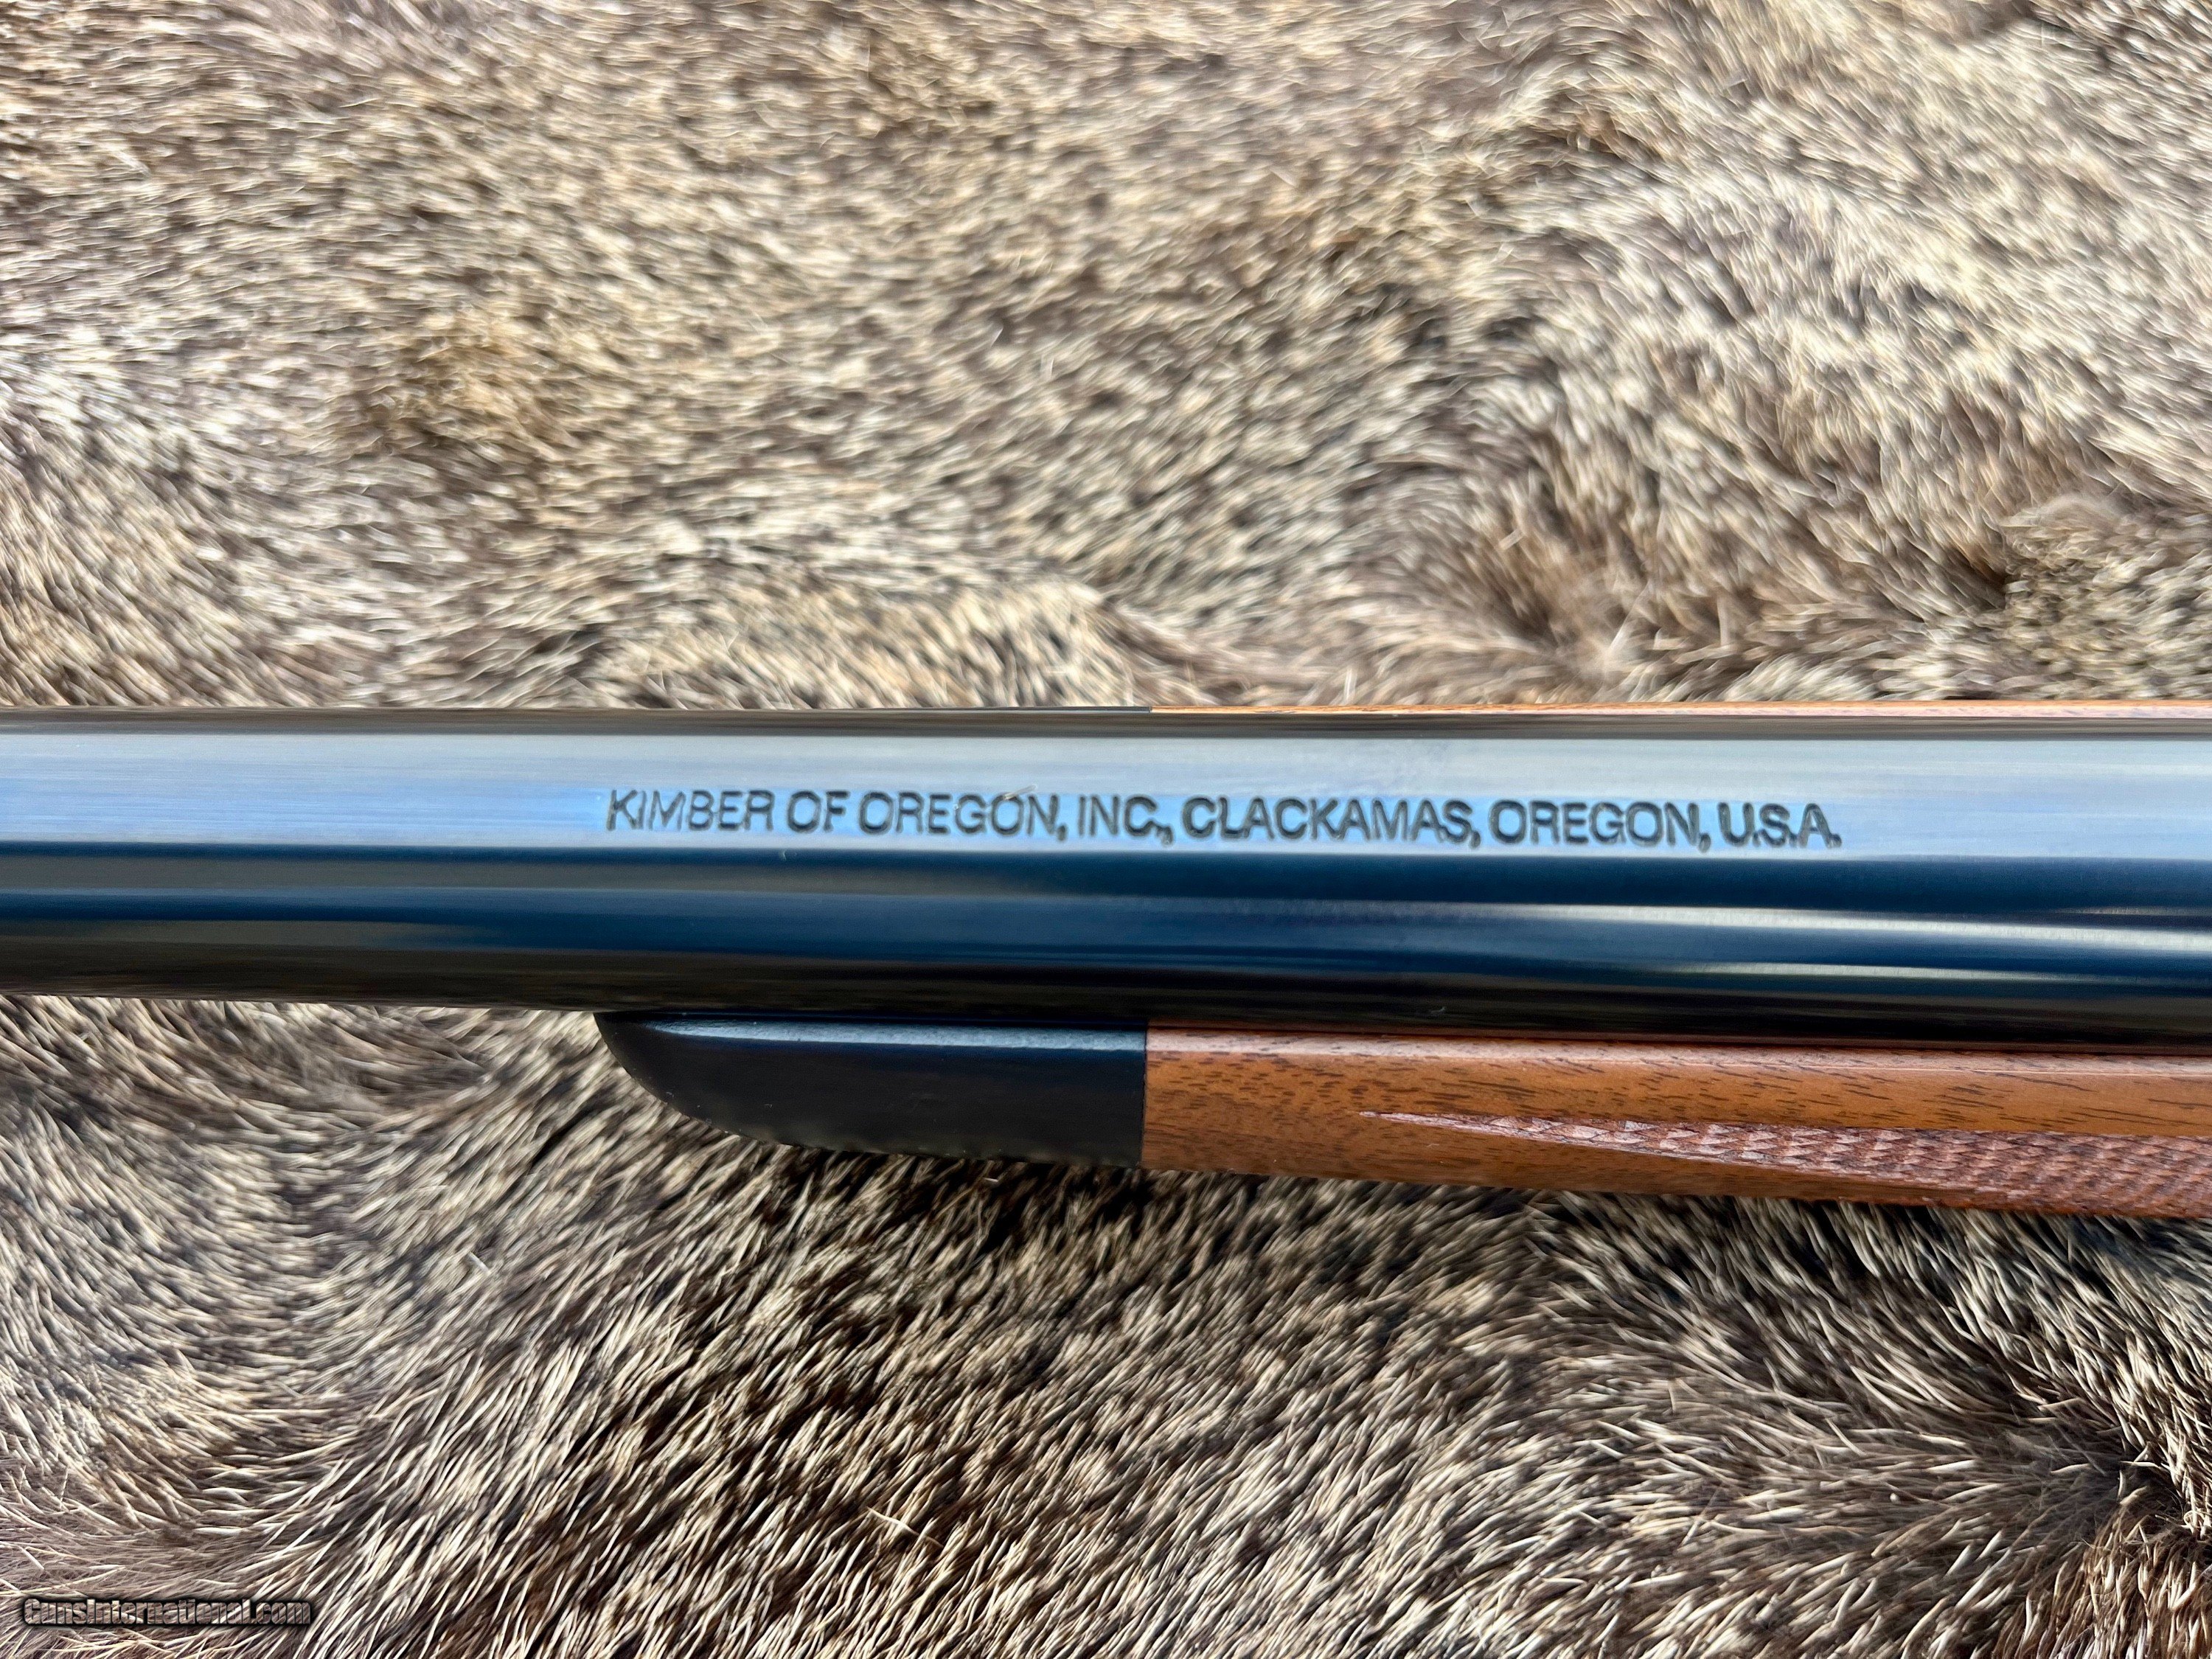 KIMBER OF OREGON, INC., CLACKAMAS, OREGON, U.S.A.
GunsInternational.com